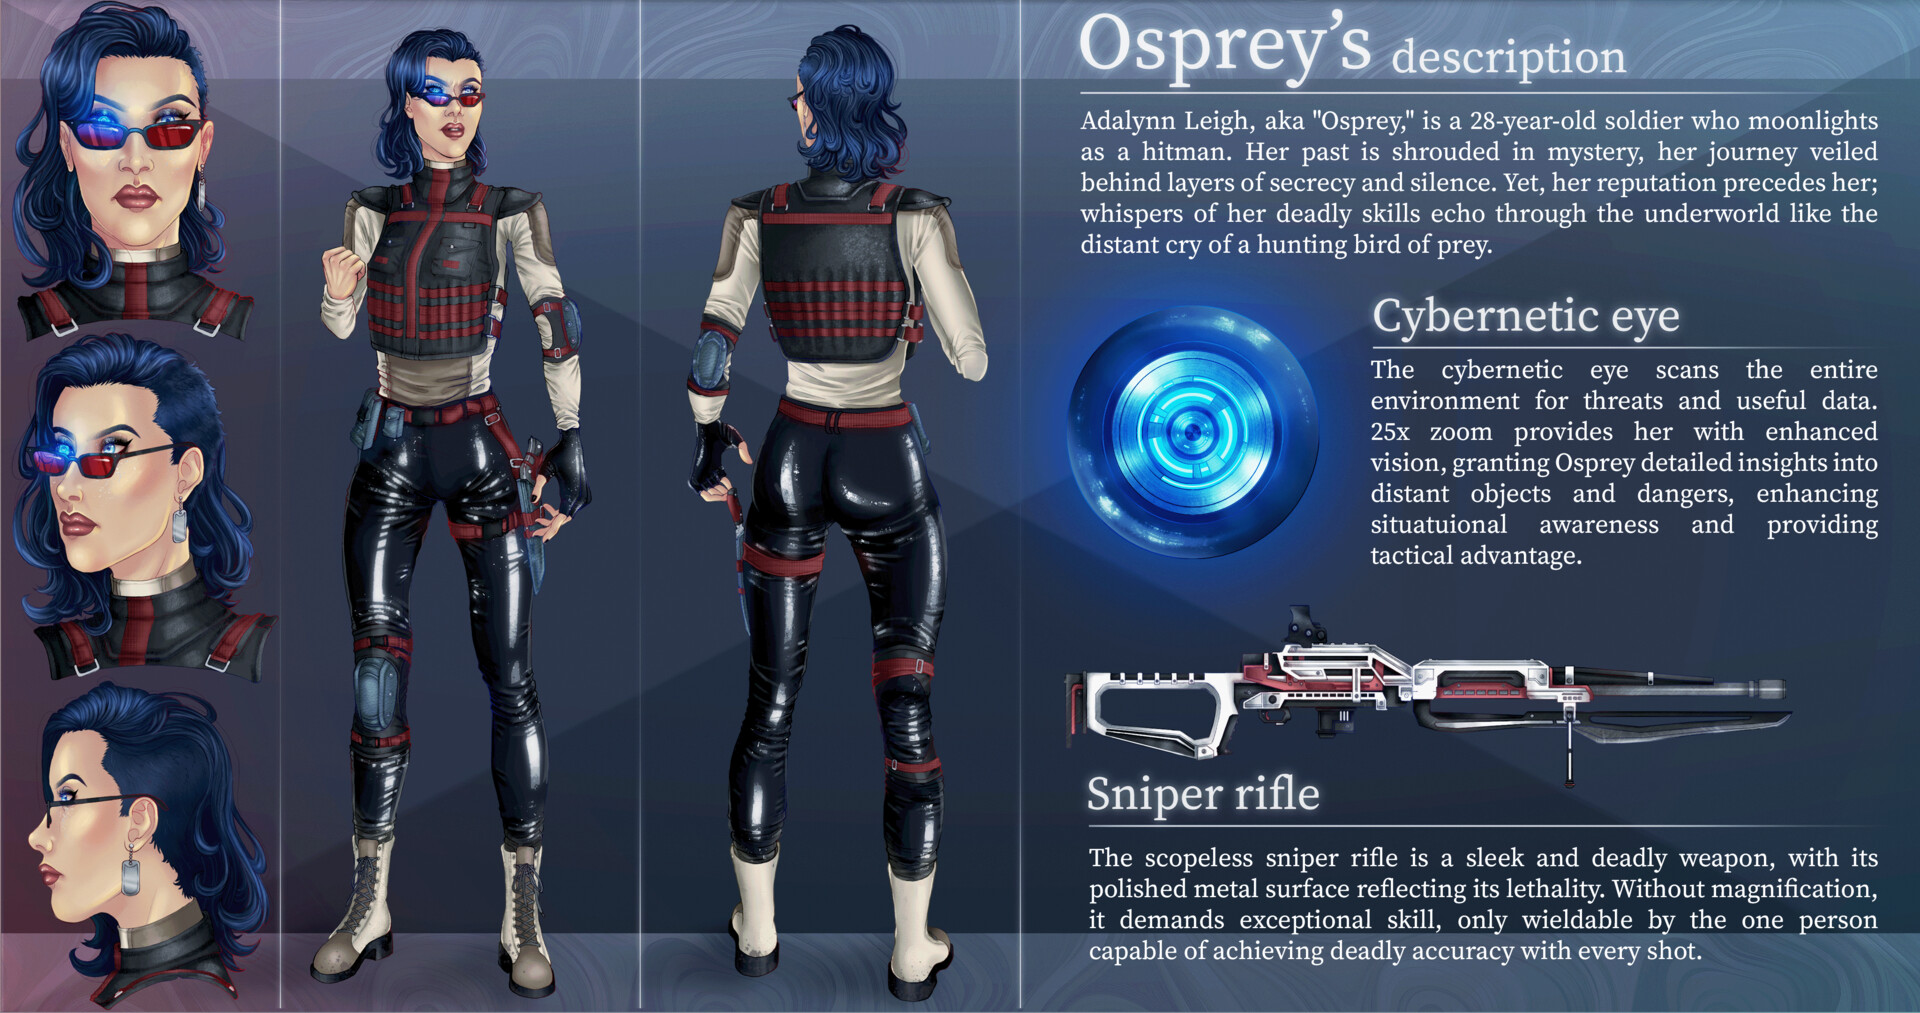 Osprey's description
Adalynn Leigh, aka "Osprey," is a 28-year-old soldier who moonlights
as a hitman. Her past is shrouded in mystery, her journey veiled
behind layers of secrecy and silence. Yet, her reputation precedes her;
whispers of her deadly skills echo through the underworld like the
distant cry of a hunting bird of prey.
Cybernetic eye
The cybernetic eye scans the entire
environment for threats and useful data.
25x zoom provides her with enhanced
vision, granting Osprey detailed insights into
distant objects and dangers, enhancing
situatuional awareness and providing
tactical advantage.
Sniper rifle
The scopeless sniper rifle is a sleek and deadly weapon, with its
polished metal surface reflecting its lethality. Without magnification,
it demands exceptional skill, only wieldable by the one person
capable of achieving deadly accuracy with every shot.